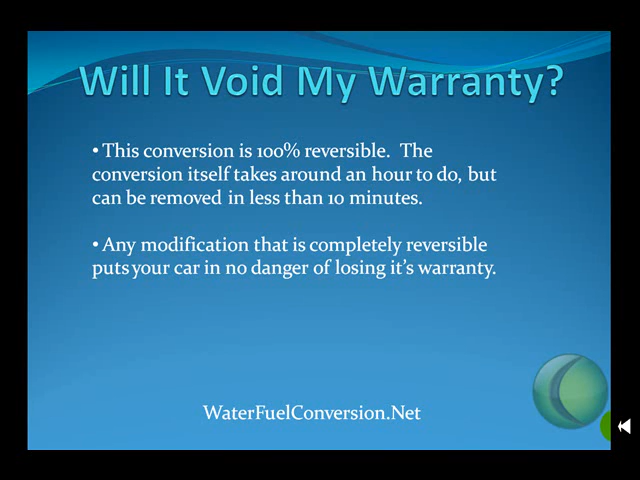 Will It Void My Warranty?
• This conversion is 100% reversible. The
conversion itself takes around an hour to do, but
can be removed in less than 10 minutes.
• Any modification that is completely reversible
puts your car in no danger of losing it's warranty.
WaterFuelConversion.Net